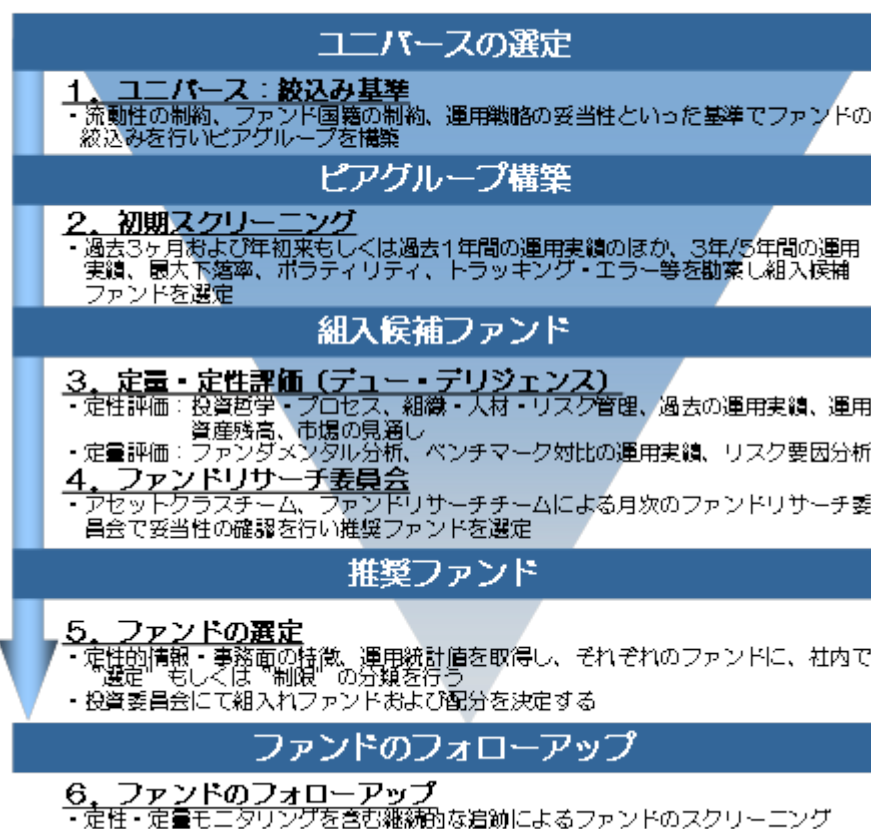 ユニバースの選定
1. ユニバース:絞込み基準
・流動性の制約、ファンド国籍の制約、運用戦略の妥当性といった基準でファンドの
絞込みを行いピアグループを構築
ピアグループ構築
2. 初期スクリーニング
・過去3ヶ月および年初来もしくは過去1年間の運用実績のほか、3年/5年間の運用
実績、最大下落率、ボラティリティ、トラッキング・エラー等を勘案し組入候補
ファンドを選定
組入候補ファンド
3. 定量・定性評価(デュー・デリジェンス)
・定性評価:投資哲学・プロセス、組織・人材・リスク管理、過去の運用実績、運用
資産残高、市場の見通し
・定量評価:ファンダメンタル分析、ベンチマーク対比の運用実績、リスク要因分析
4. ファンドリサーチ委員会
・アセットクラスチーム、ファンドリサーチチームによる月次のファンドリサーチ委
員会で妥当性の確認を行い推奨ファンドを選定
推奨ファンド
5. ファンドの選定
・定性的情報・事務面の特徴、運用統計値を取得し、それぞれのファンドに、社内で
"選定" もしくは "制限" の分類を行う
・投資委員会にて組入れファンドおよび配分を決定する
ファンドのフォローアップ
6. ファンドのフォローアップ
・定性・定量モニタリングを含む継続的な追跡によるファンドのスクリーニング